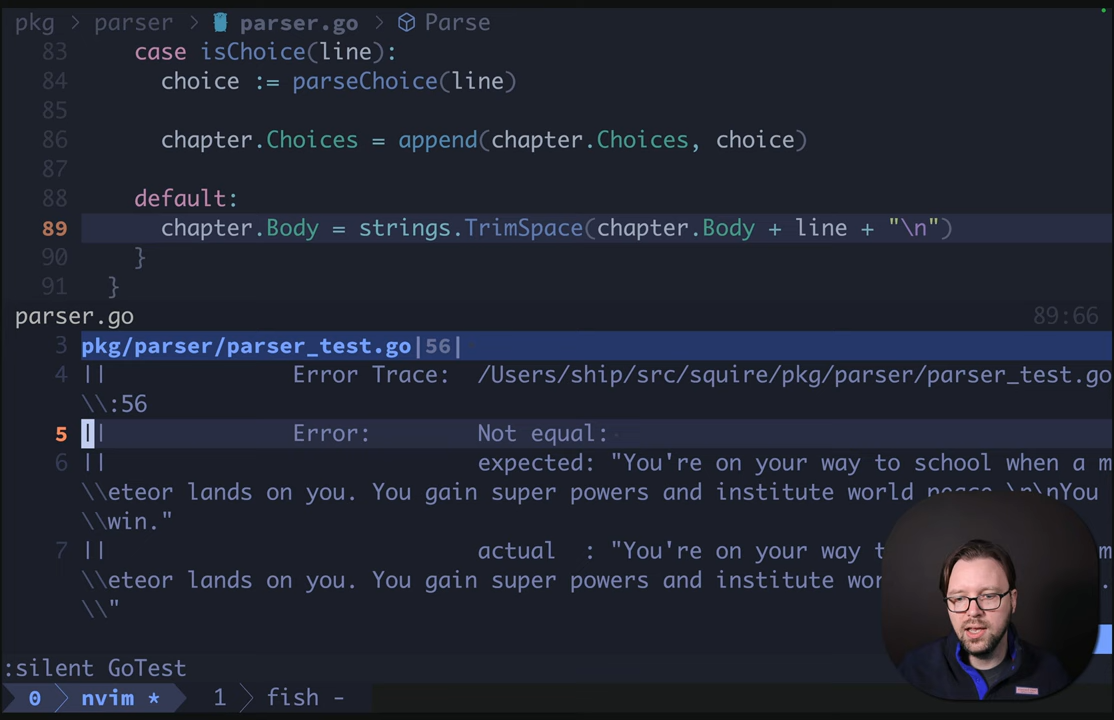 pkg > parser > parser.go > Parse
83 case isChoice(line):
84 choice := parseChoice(line)
85
86 chapter.Choices = append(chapter.Choices, choice)
87
88 default:
89 chapter.Body = strings.TrimSpace(chapter.Body + line + "\n")
90 }
91 }
parser.go 89:66
3 pkg/parser/parser_test.go|56|
4 || Error Trace: /Users/ship/src/squire/pkg/parser/parser_test.go
\\:56
5 || Error: Not equal:
6 || expected: "You're on your way to school when a m
\\eteor lands on you. You gain super powers and institute world peace.\n\nYou
\\win."
7 || actual : "You're on your way m
\\eteor lands on you. You gain super powers and institute .
\\"
:silent GoTest
0 > nvim * 1 > fish -